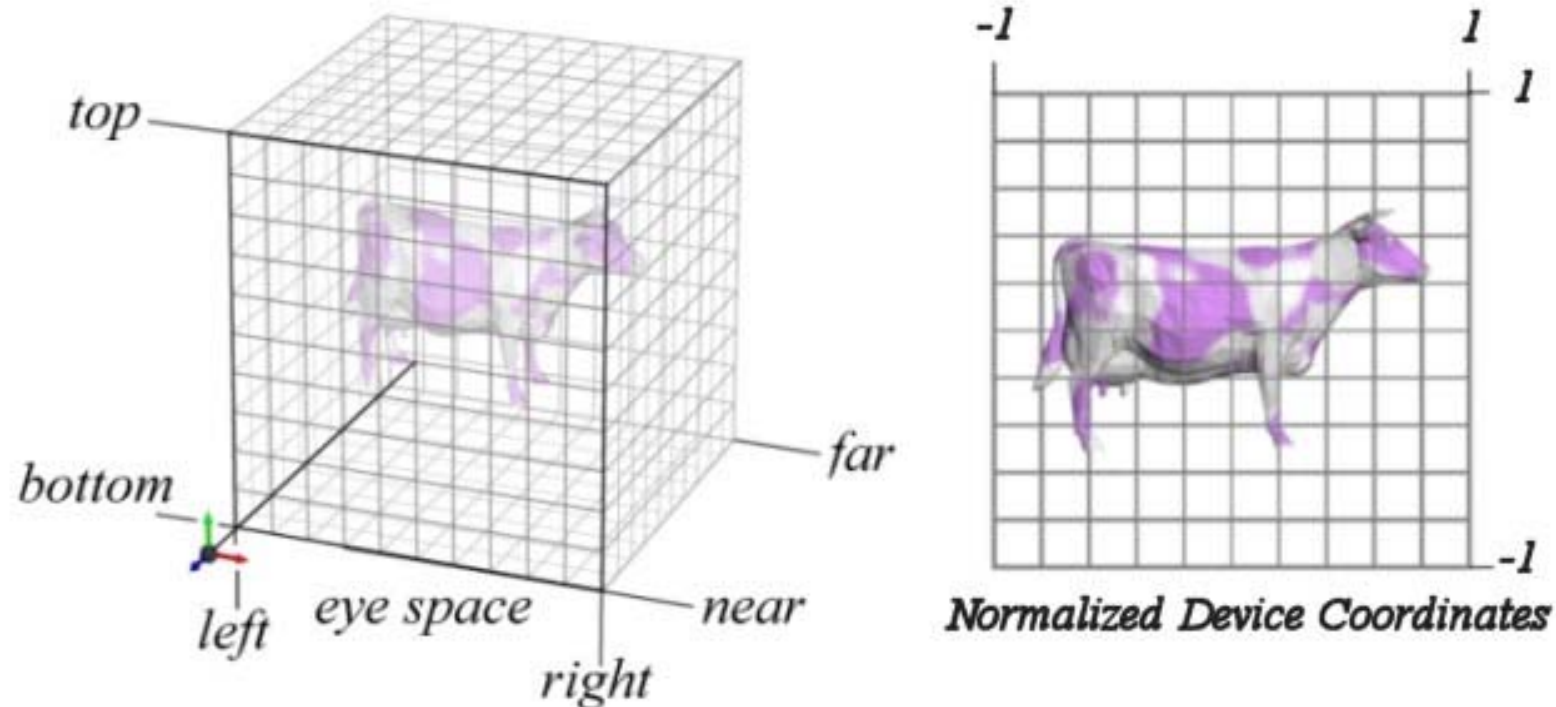 top
bottom
left
eye space
right
near
far
-1
1
1
-1
Normalized Device Coordinates